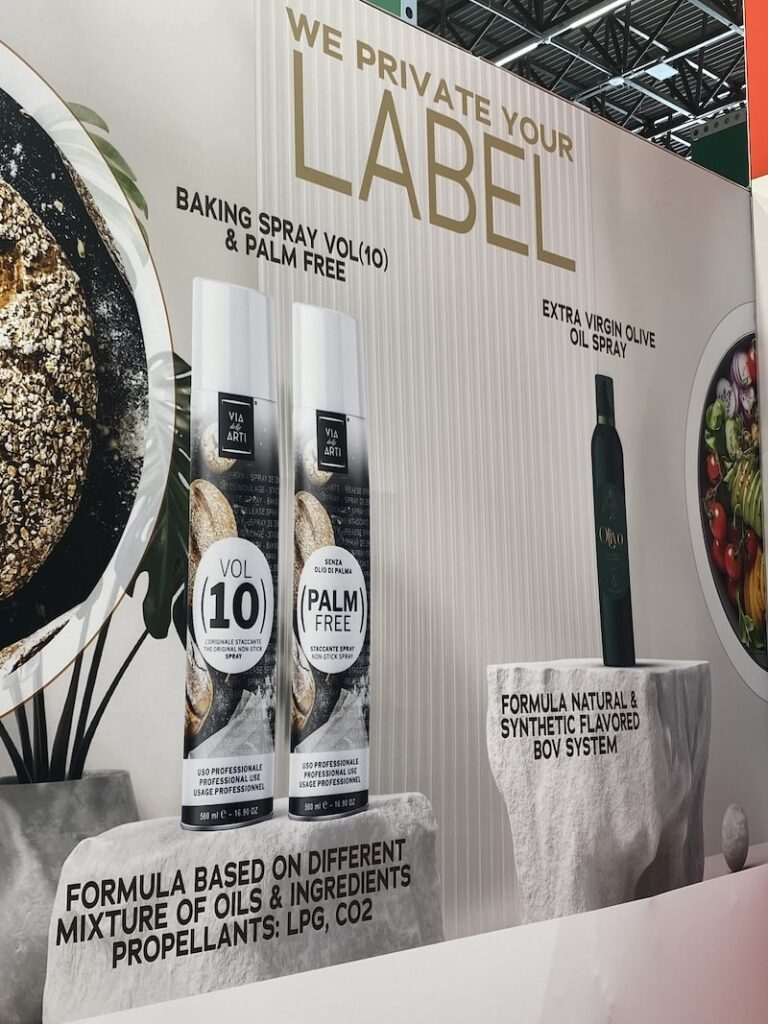 WE PRIVATE YOUR
LABEL
BAKING SPRAY VOL(10)
& PALM FREE
EXTRA VIRGIN OLIVE
OIL SPRAY
VIA
delle
ARTI
VOL
(10)
L'ORIGINALE STACCANTE
THE ORIGINAL NON-STICK
SPRAY
USO PROFESSIONALE
PROFESSIONAL USE
USAGE PROFESSIONNEL
500 ml e - 16.90 OZ
VIA
delle
ARTI
SENZA
OLIO DI PALMA
(PALM
FREE)
STACCANTE SPRAY
NON-STICK SPRAY
USO PROFESSIONALE
PROFESSIONAL USE
USAGE PROFESSIONNEL
500 ml e - 16.90 OZ
FORMULA NATURAL &
SYNTHETIC FLAVORED
BOV SYSTEM
FORMULA BASED ON DIFFERENT
MIXTURE OF OILS & INGREDIENTS
PROPELLANTS: LPG, CO2